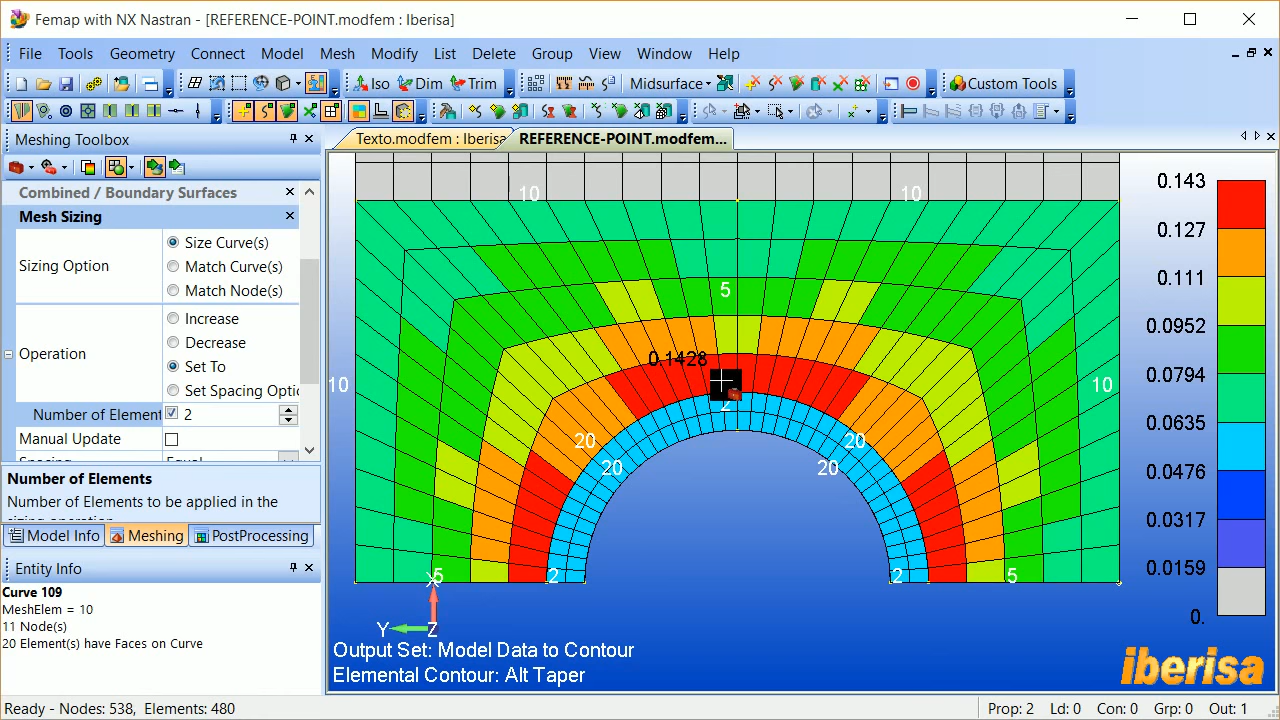 Femap with NX Nastran - [REFERENCE-POINT.modfem : Iberisa]
File Tools Geometry Connect Model Mesh Modify List Delete Group View Window Help
Iso Dim Trim Midsurface Custom Tools
Meshing Toolbox
Texto.modfem : Iberisa REFERENCE-POINT.modfem...
Combined / Boundary Surfaces
Mesh Sizing
Sizing Option
Size Curve(s)
Match Curve(s)
Match Node(s)
Operation
Increase
Decrease
Set To
Set Spacing Optic
Number of Element 2
Manual Update
Number of Elements
Number of Elements to be applied in the
Model Info Meshing PostProcessing
Entity Info
Curve 109
MeshElem = 10
11 Node(s)
20 Element(s) have Faces on Curve
10 10
5
0.1428
10 10
2
20 20
20 20
5 2 2 5
X
Y Z
Output Set: Model Data to Contour
Elemental Contour: Alt Taper
0.143
0.127
0.111
0.0952
0.0794
0.0635
0.0476
0.0317
0.0159
0.
iberisa
Ready - Nodes: 538, Elements: 480 Prop: 2 Ld: 0 Con: 0 Grp: 0 Out: 1